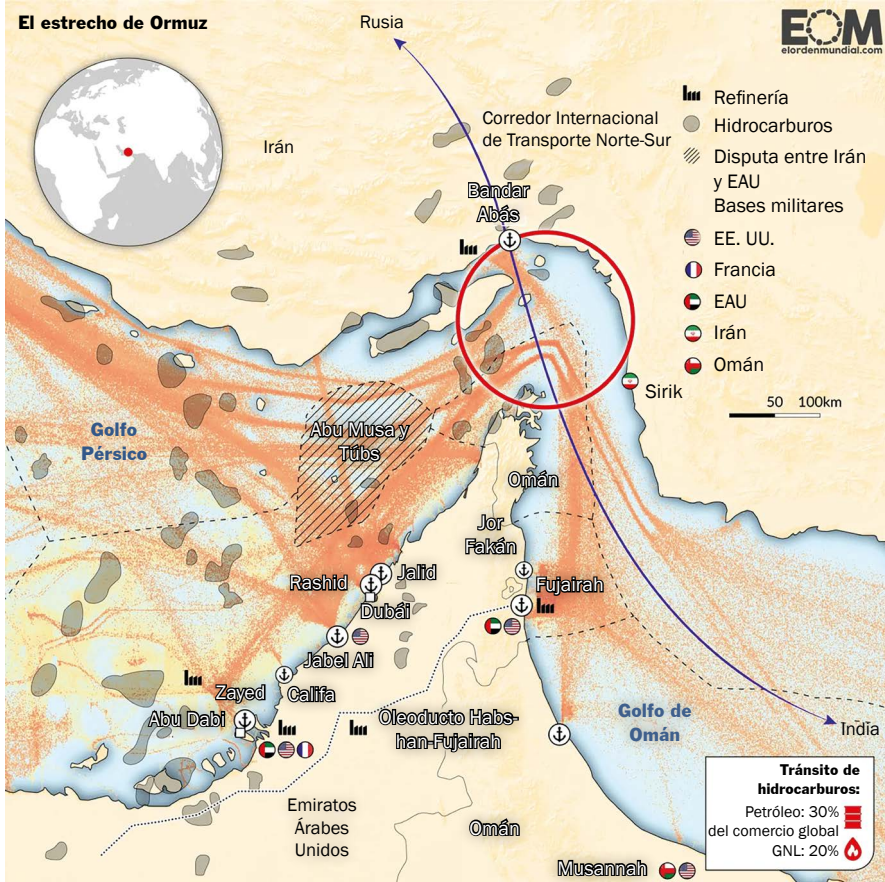 El estrecho de Ormuz
Rusia
EOM
elordenmundial.com
Corredor Internacional
de Transporte Norte-Sur
Irán
Refinería
Hidrocarburos
Disputa entre Irán
y EAU
Bases militares
EE. UU.
Francia
EAU
Irán
Omán
50 100km
Bandar
Abás
Sirik
Golfo
Pérsico
Abu Musa y
Túbs
Omán
Jor
Fakán
Rashid
Jalid
Dubái
Fujairah
Jabel Ali
Zayed
Califa
Abu Dabi
Oleoducto Habs-
han-Fujairah
Golfo de
Omán
India
Emiratos
Árabes
Unidos
Omán
Musannah
Tránsito de
hidrocarburos:
Petróleo: 30%
del comercio global
GNL: 20%